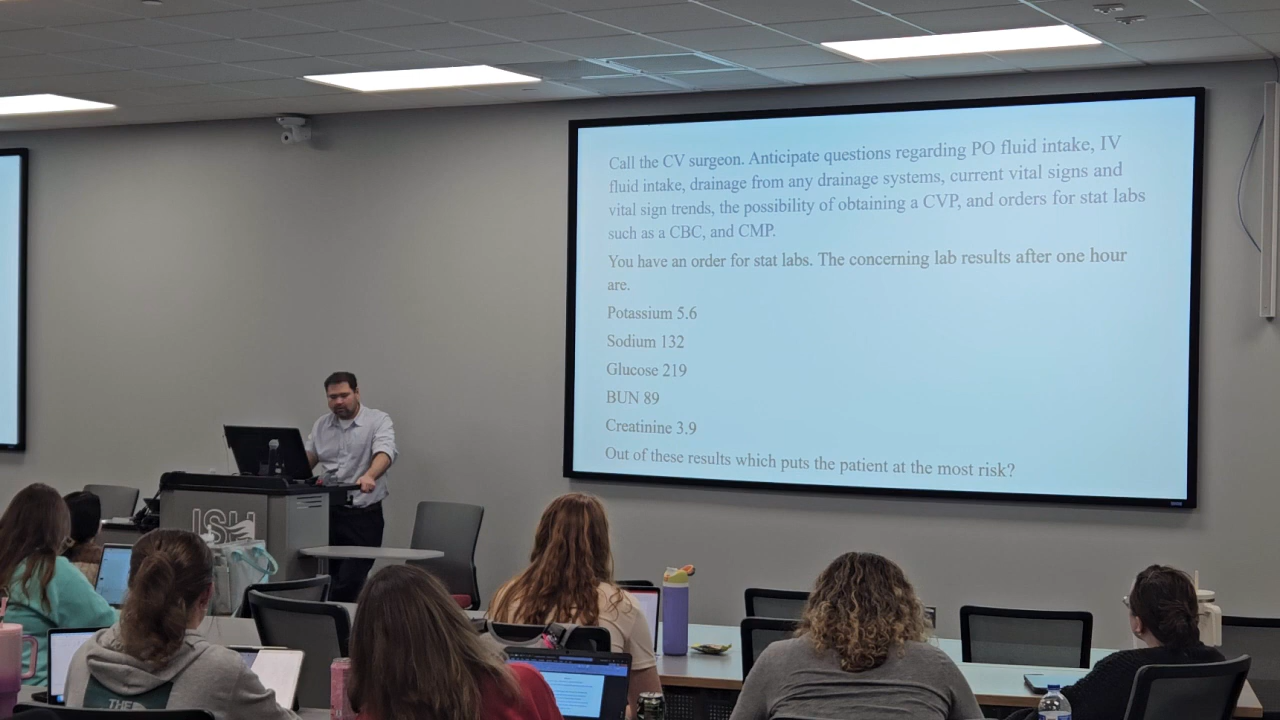 Call the CV surgeon. Anticipate questions regarding PO fluid intake, IV
fluid intake, drainage from any drainage systems, current vital signs and
vital sign trends, the possibility of obtaining a CVP, and orders for stat labs
such as a CBC, and CMP.
You have an order for stat labs. The concerning lab results after one hour
are.
Potassium 5.6
Sodium 132
Glucose 219
BUN 89
Creatinine 3.9
Out of these results which puts the patient at the most risk?
THE